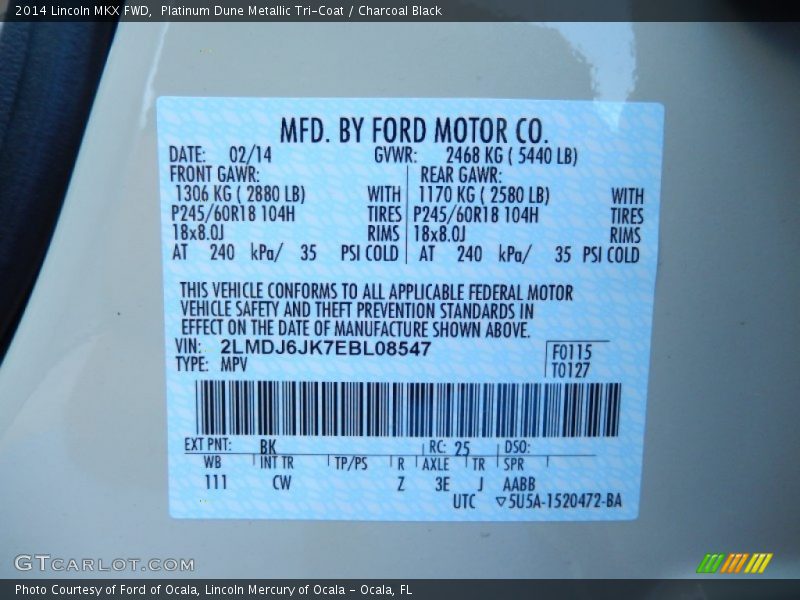 2014 Lincoln MKX FWD, Platinum Dune Metallic Tri-Coat / Charcoal Black
MFD. BY FORD MOTOR CO.
DATE: 02/14 GVWR: 2468 KG ( 5440 LB)
FRONT GAWR: REAR GAWR:
1306 KG ( 2880 LB) WITH 1170 KG ( 2580 LB) WITH
P245/60R18 104H TIRES P245/60R18 104H TIRES
18x8.0J RIMS 18x8.0J RIMS
AT 240 kPa/ 35 PSI COLD AT 240 kPa/ 35 PSI COLD
THIS VEHICLE CONFORMS TO ALL APPLICABLE FEDERAL MOTOR
VEHICLE SAFETY AND THEFT PREVENTION STANDARDS IN
EFFECT ON THE DATE OF MANUFACTURE SHOWN ABOVE.
VIN: 2LMDJ6JK7EBL08547 F0115
TYPE: MPV T0127
EXT PNT: BK RC: 25 DSO:
WB INT TR TP/PS R AXLE TR SPR
111 CW Z 3E J AABB
UTC ▽5U5A-1520472-BA
GTCARLOT.COM
Photo Courtesy of Ford of Ocala, Lincoln Mercury of Ocala - Ocala, FL